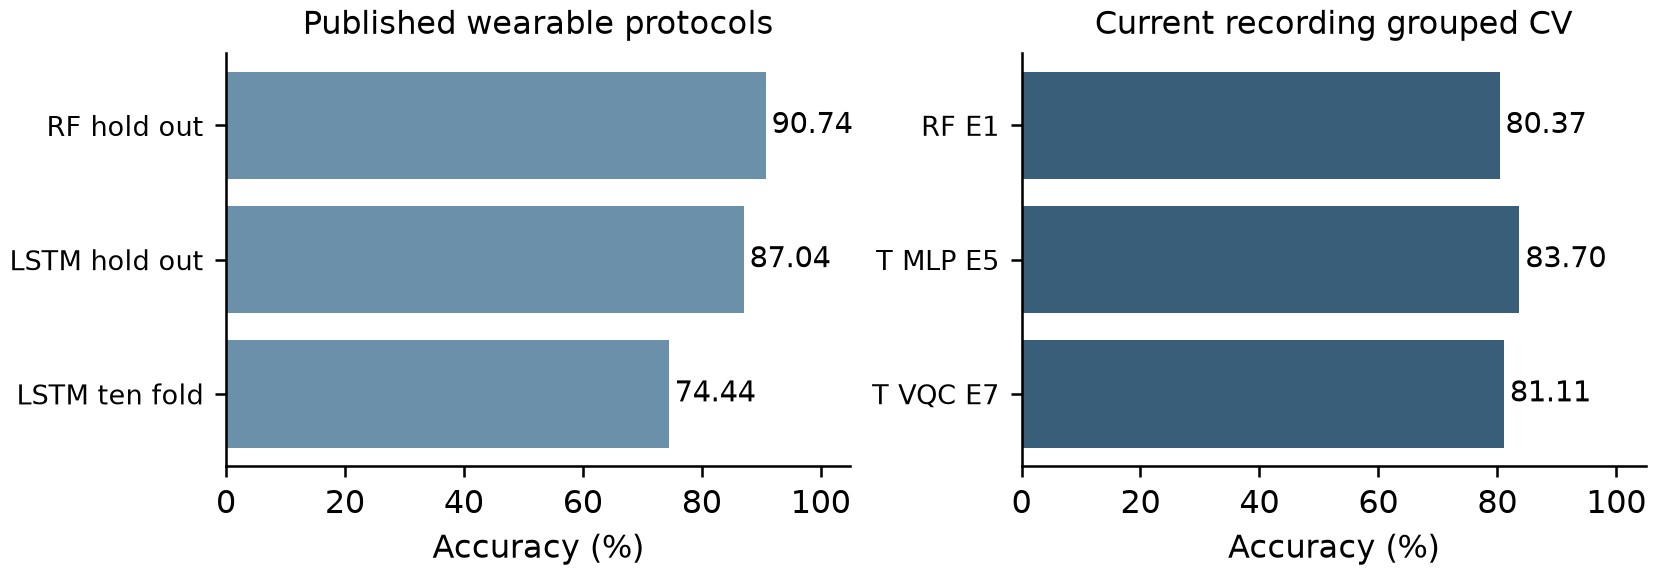 Published wearable protocols
RF hold out
90.74
LSTM hold out
87.04
LSTM ten fold
74.44
0 20 40 60 80 100
Accuracy (%)
Current recording grouped CV
RF E1
80.37
T MLP E5
83.70
T VQC E7
81.11
0 20 40 60 80 100
Accuracy (%)